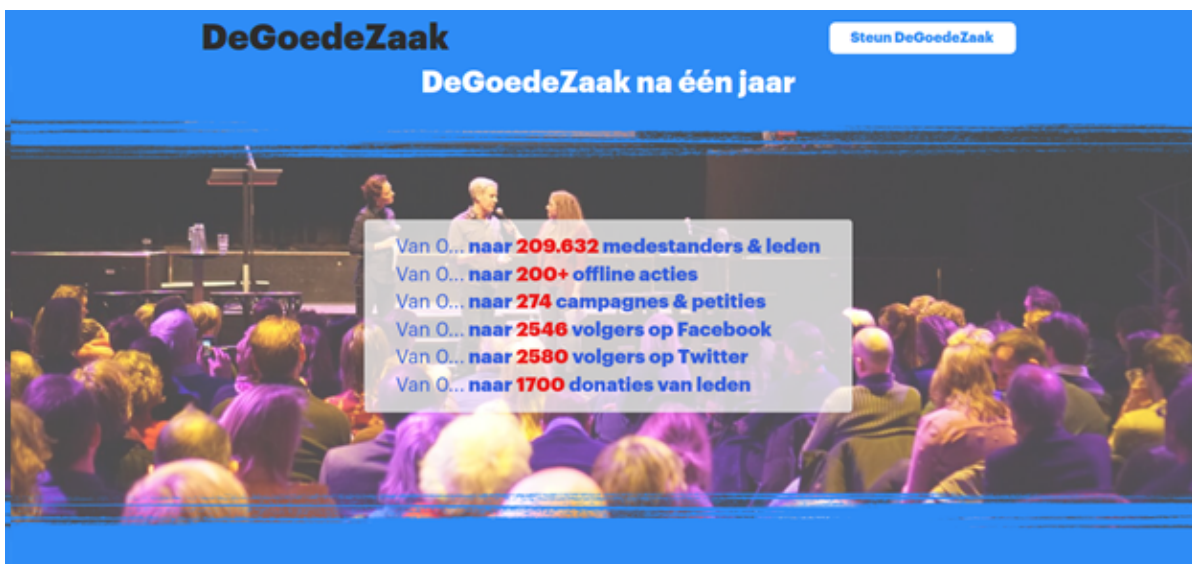 DeGoedeZaak
Steun DeGoedeZaak
DeGoedeZaak na één jaar
Van 0... naar 209.632 medestanders & leden
Van 0... naar 200+ offline acties
Van 0... naar 274 campagnes & petities
Van 0... naar 2546 volgers op Facebook
Van 0... naar 2580 volgers op Twitter
Van 0... naar 1700 donaties van leden